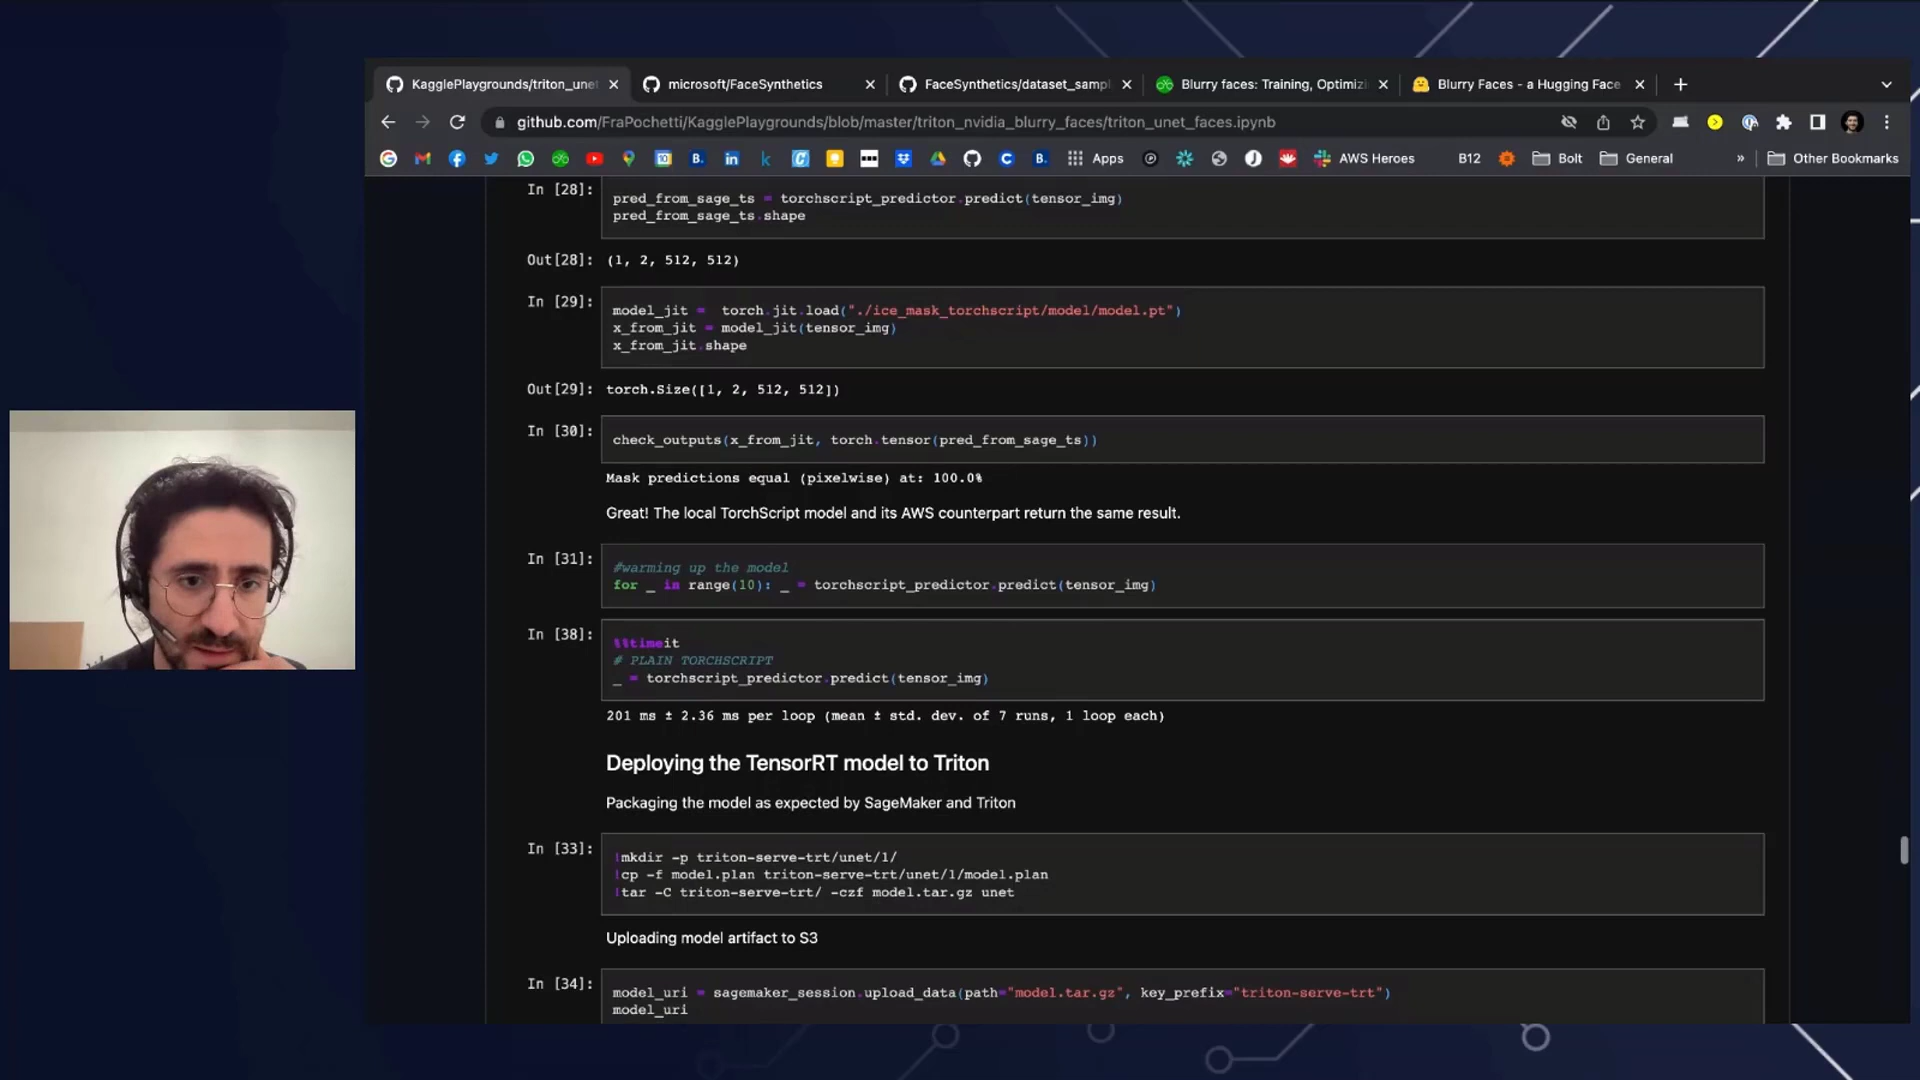 KagglePlaygrounds/triton_unet
microsoft/FaceSynthetics
FaceSynthetics/dataset_sampl
Blurry faces: Training, Optimizi
Blurry Faces - a Hugging Face
github.com/FraPochetti/KagglePlaygrounds/blob/master/triton_nvidia_blurry_faces/triton_unet_faces.ipynb
Apps
AWS Heroes
B12
Bolt
General
»
Other Bookmarks
In [28]:
pred_from_sage_ts = torchscript_predictor.predict(tensor_img)
pred_from_sage_ts.shape
Out[28]: (1, 2, 512, 512)
In [29]:
model_jit =  torch.jit.load("./ice_mask_torchscript/model/model.pt")
x_from_jit = model_jit(tensor_img)
x_from_jit.shape
Out[29]: torch.Size([1, 2, 512, 512])
In [30]:
check_outputs(x_from_jit, torch.tensor(pred_from_sage_ts))
Mask predictions equal (pixelwise) at: 100.0%
Great! The local TorchScript model and its AWS counterpart return the same result.
In [31]:
#warming up the model
for _ in range(10): _ = torchscript_predictor.predict(tensor_img)
In [38]:
%%timeit
# PLAIN TORCHSCRIPT
_ = torchscript_predictor.predict(tensor_img)
201 ms ± 2.36 ms per loop (mean ± std. dev. of 7 runs, 1 loop each)
Deploying the TensorRT model to Triton
Packaging the model as expected by SageMaker and Triton
In [33]:
!mkdir -p triton-serve-trt/unet/1/
!cp -f model.plan triton-serve-trt/unet/1/model.plan
!tar -C triton-serve-trt/ -czf model.tar.gz unet
Uploading model artifact to S3
In [34]:
model_uri = sagemaker_session.upload_data(path="model.tar.gz", key_prefix="triton-serve-trt")
model_uri